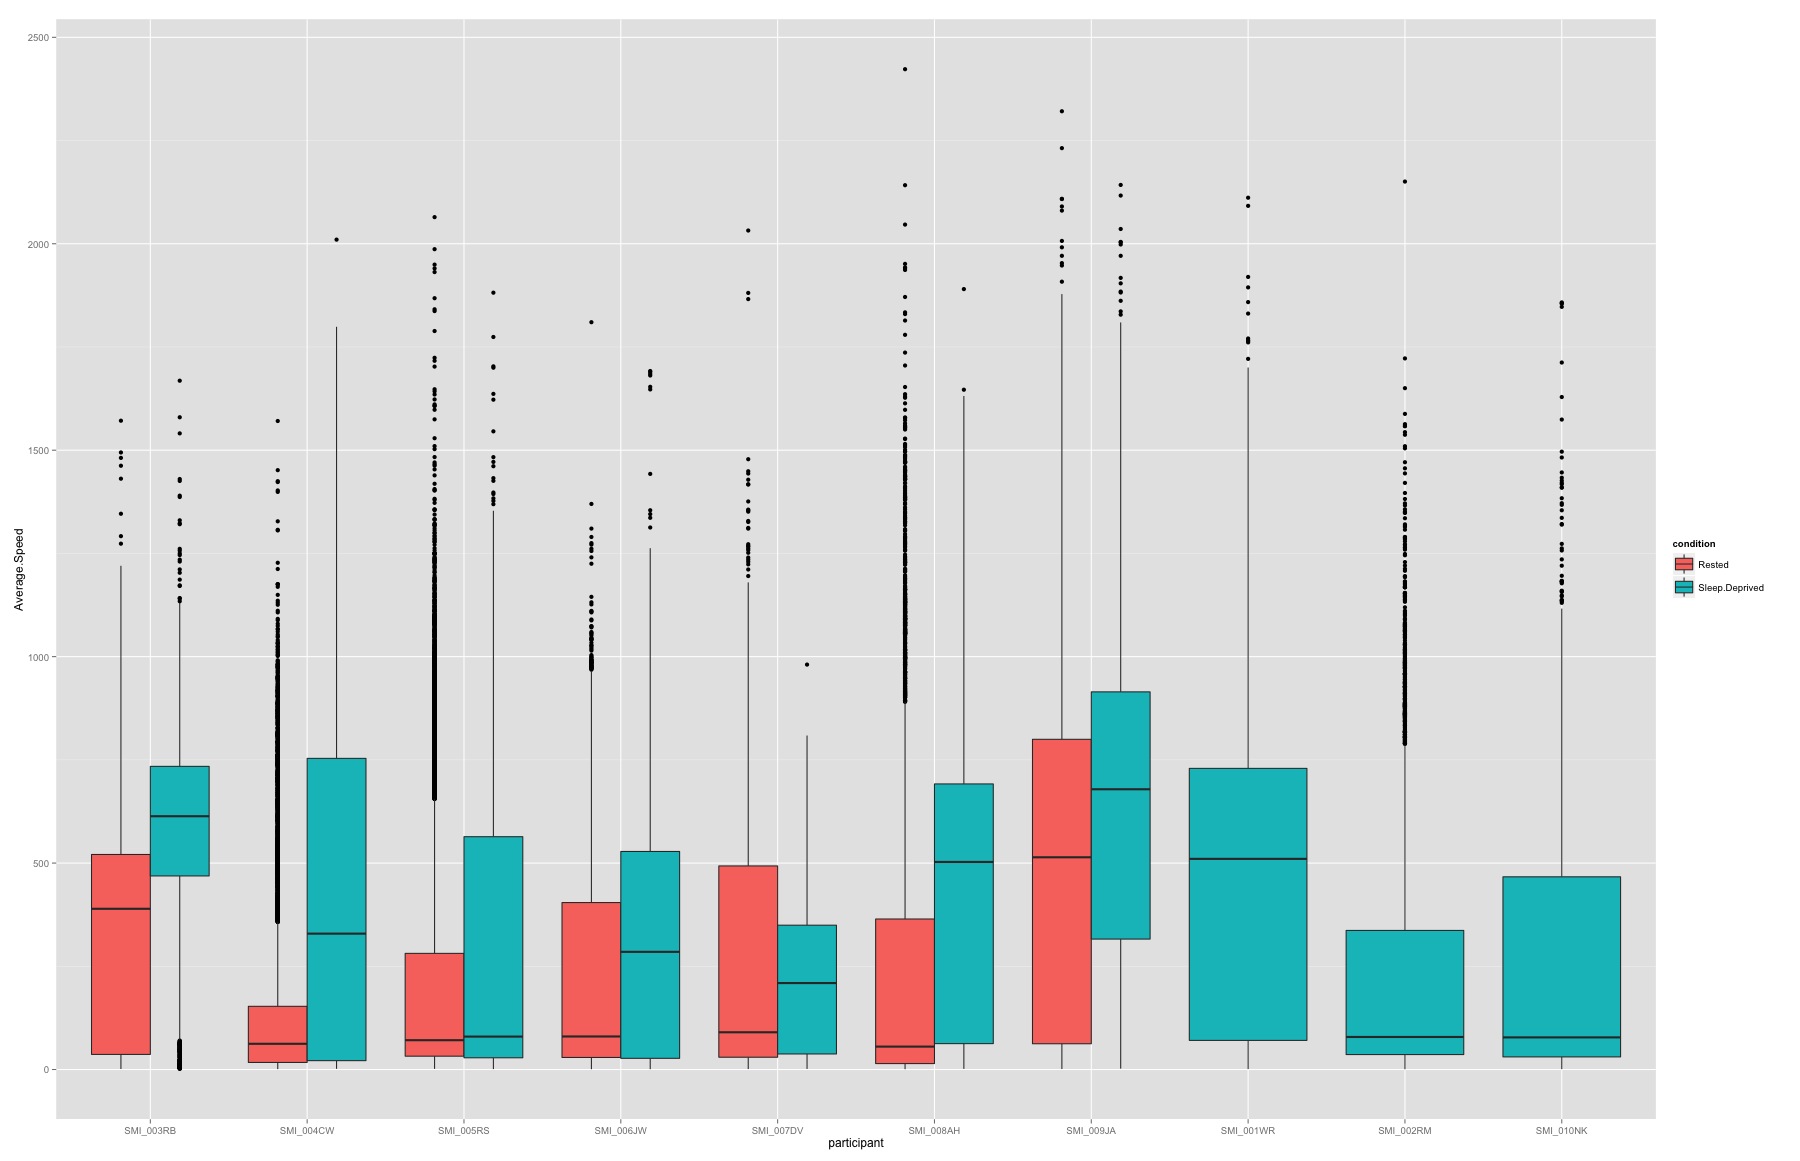 2500
2000
1500
1000
500
0
Average.Speed
SMI_003RB SMI_004CW SMI_005RS SMI_006JW SMI_007DV SMI_008AH SMI_009JA SMI_001WR SMI_002RM SMI_010NK
participant
condition
Rested
Sleep.Deprived